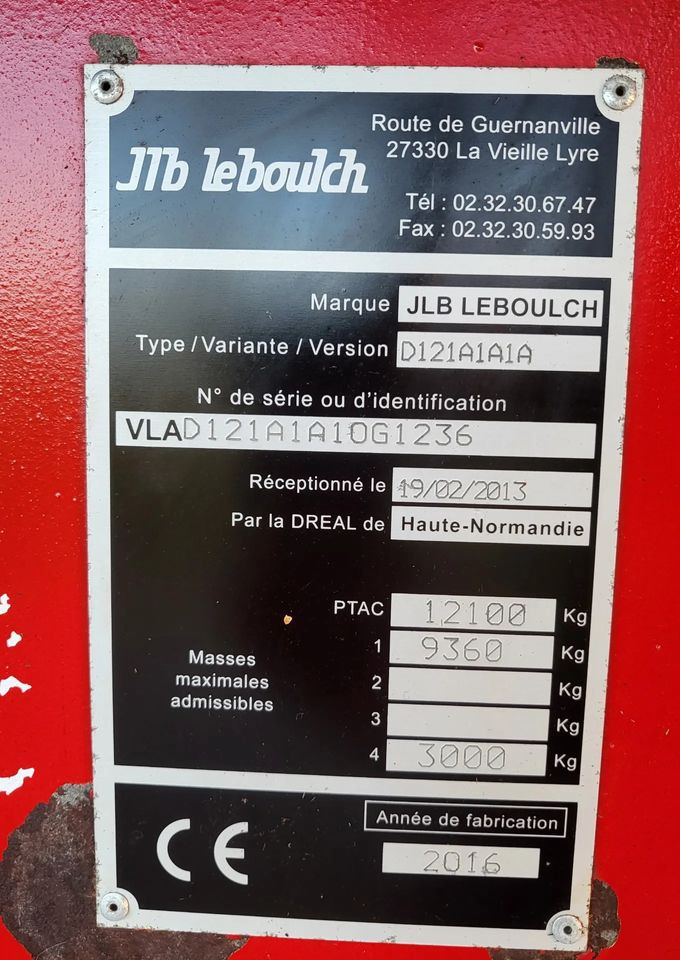 Jlb leboulch
Route de Guernanville
27330 La Vieille Lyre
Tél : 02.32.30.67.47
Fax : 02.32.30.59.93
Marque JLB LEBOULCH
Type / Variante / Version D121A1A1A
N° de série ou d'identification
VLAD121A1A10G1236
Réceptionné le 19/02/2013
Par la DREAL de Haute-Normandie
PTAC 12100 Kg
Masses maximales admissibles
1 9360 Kg
2 Kg
3 Kg
4 3000 Kg
CE
Année de fabrication
2016